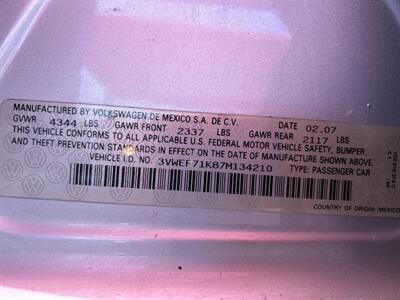 MANUFACTURED BY VOLKSWAGEN DE MEXICO S.A. DE C.V. DATE 02.07
GVWR 4344 LBS GAWR FRONT 2337 LBS GAWR REAR 2117 LBS
THIS VEHICLE CONFORMS TO ALL APPLICABLE U.S. FEDERAL MOTOR VEHICLE SAFETY, BUMPER,
AND THEFT PREVENTION STANDARDS IN EFFECT ON THE DATE OF MANUFACTURE SHOWN ABOVE.
VEHICLE I.D. NO. 3VWEF71K87M134210 TYPE: PASSENGER CAR
COUNTRY OF ORIGIN: MEXICO